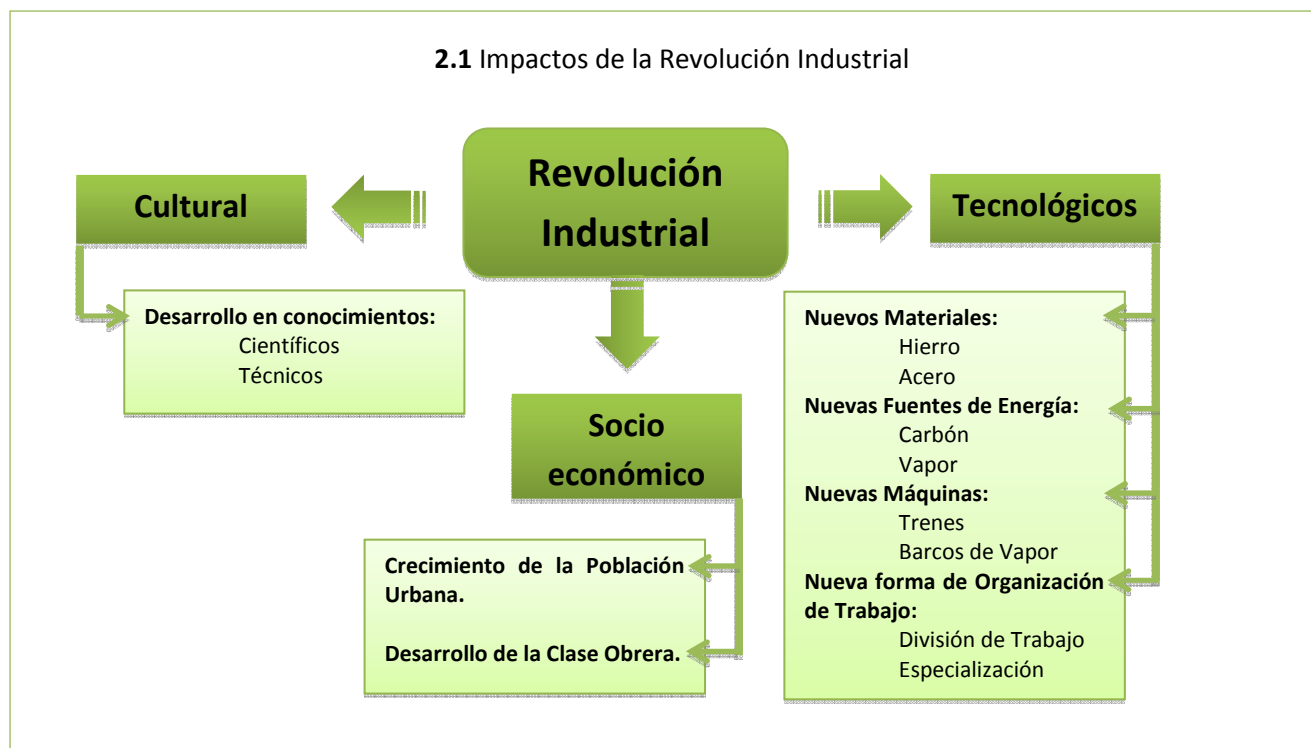 2.1 Impactos de la Revolución Industrial
Revolución
Industrial
Cultural
Desarrollo en conocimientos:
Científicos
Técnicos
Socio
económico
Crecimiento de la Población
Urbana.
Desarrollo de la Clase Obrera.
Tecnológicos
Nuevos Materiales:
Hierro
Acero
Nuevas Fuentes de Energía:
Carbón
Vapor
Nuevas Máquinas:
Trenes
Barcos de Vapor
Nueva forma de Organización
de Trabajo:
División de Trabajo
Especialización